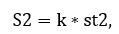 S2 = k * st2,